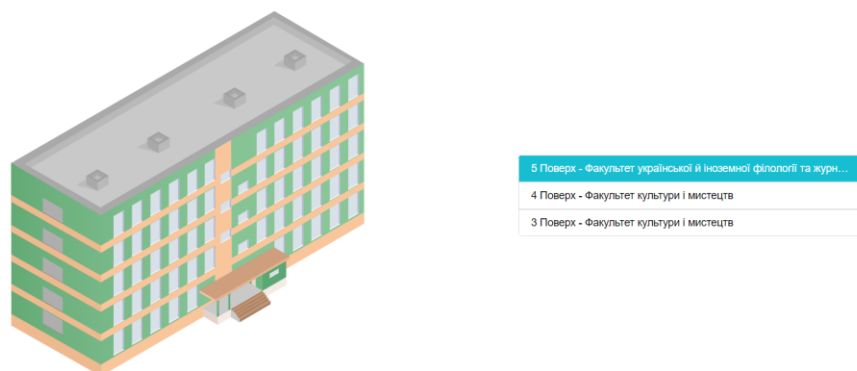 5 Поверх - Факультет української й іноземної філології та журн...
4 Поверх - Факультет культури і мистецтв
3 Поверх - Факультет культури і мистецтв